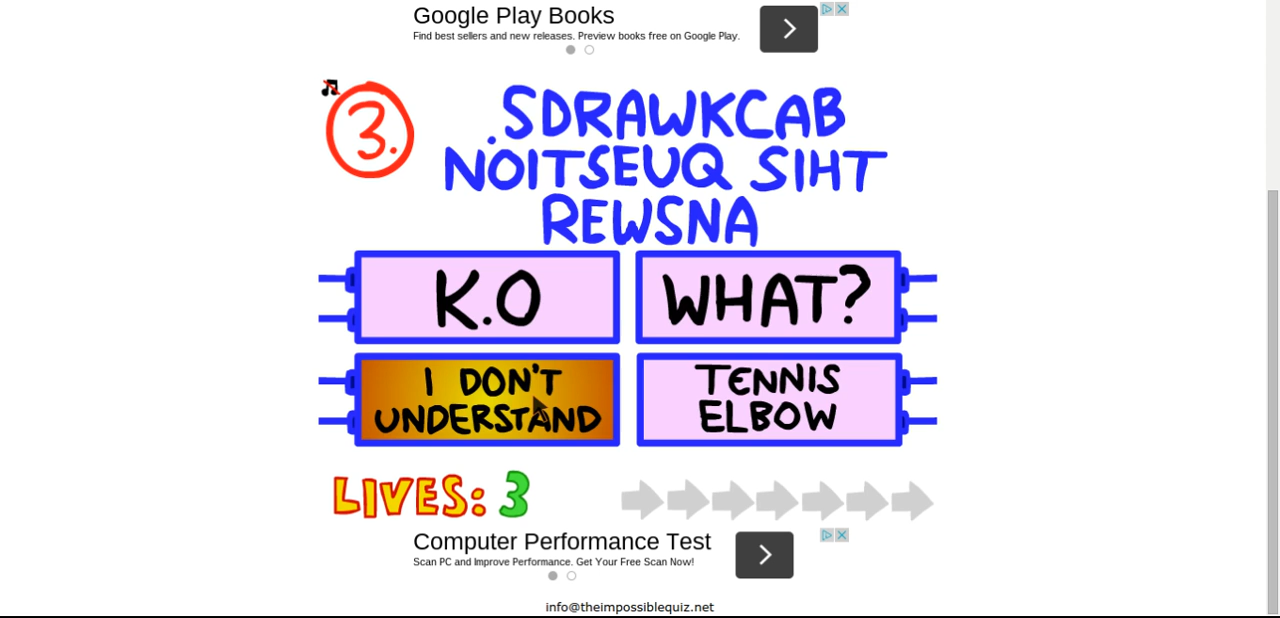 Google Play Books
Find best sellers and new releases. Preview books free on Google Play.
3.
.SDRAWKCAB
NOITSEUQ SIHT
REWSNA
K.O
WHAT?
I DON'T
UNDERSTAND
TENNIS
ELBOW
LIVES: 3
Computer Performance Test
Scan PC and Improve Performance. Get Your Free Scan Now!
info@theimpossiblequiz.net